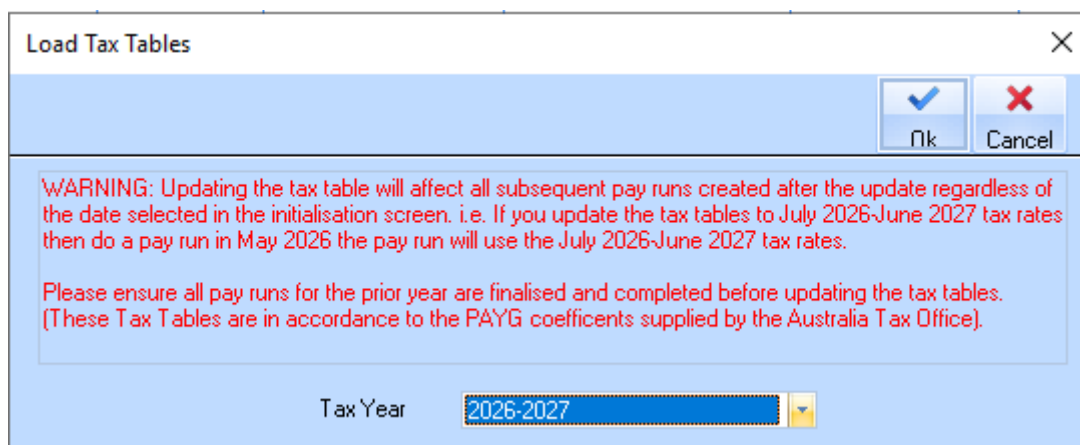 Load Tax Tables
Ok
Cancel
WARNING: Updating the tax table will affect all subsequent pay runs created after the update regardless of
the date selected in the initialisation screen. i.e. If you update the tax tables to July 2026-June 2027 tax rates
then do a pay run in May 2026 the pay run will use the July 2026-June 2027 tax rates.
Please ensure all pay runs for the prior year are finalised and completed before updating the tax tables.
(These Tax Tables are in accordance to the PAYG coefficents supplied by the Australia Tax Office).
Tax Year
2026-2027